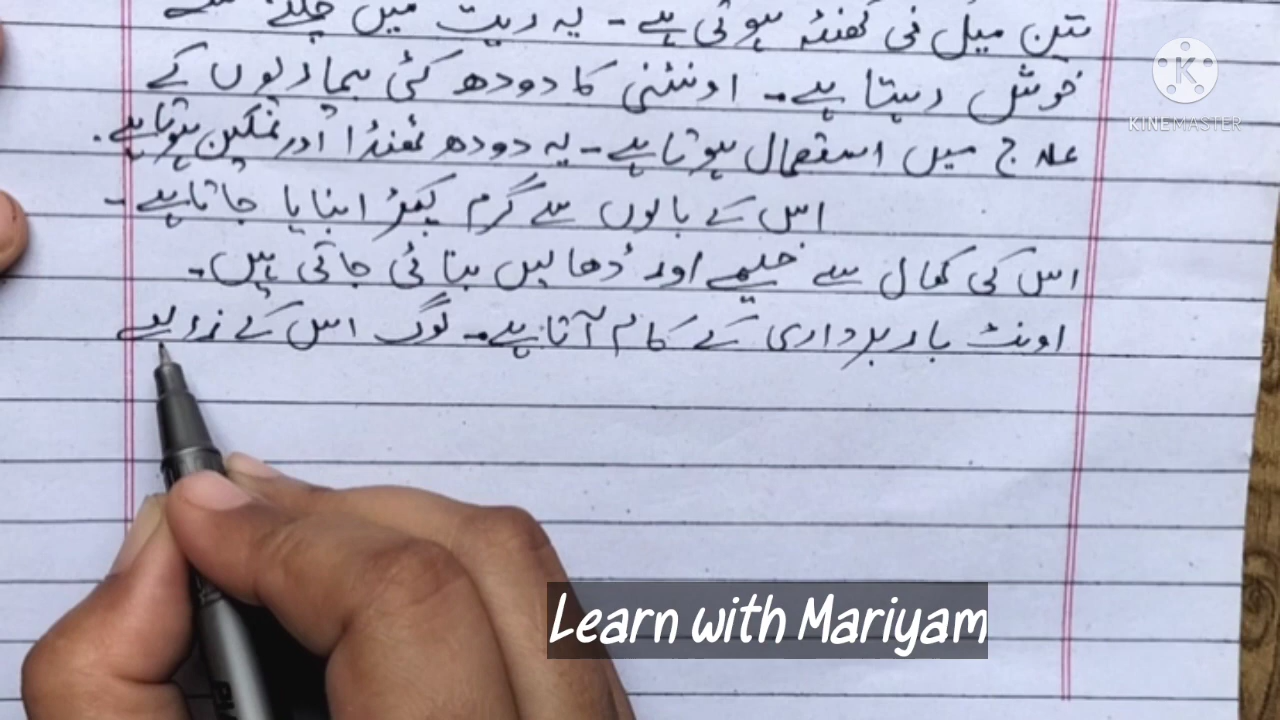 تین میل فی گھنٹہ ہوتی ہے۔ یہ ریت میں چلنے سے
خوش رہتا ہے۔ اونٹنی کا دودھ کئی بیماریوں کے
علاج میں استعمال ہوتا ہے۔ یہ دودھ ٹھنڈا اور نمکین ہوتا ہے۔
اس کے بالوں سے گرم کپڑا بنایا جاتا ہے۔
اس کی کھال سے خیمے اور ڈھالیں بنائی جاتی ہیں۔
اونٹ باربرداری کے کام آتا ہے۔ لوگ اس کے ذریعے
KINEMASTER
Learn with Mariyam